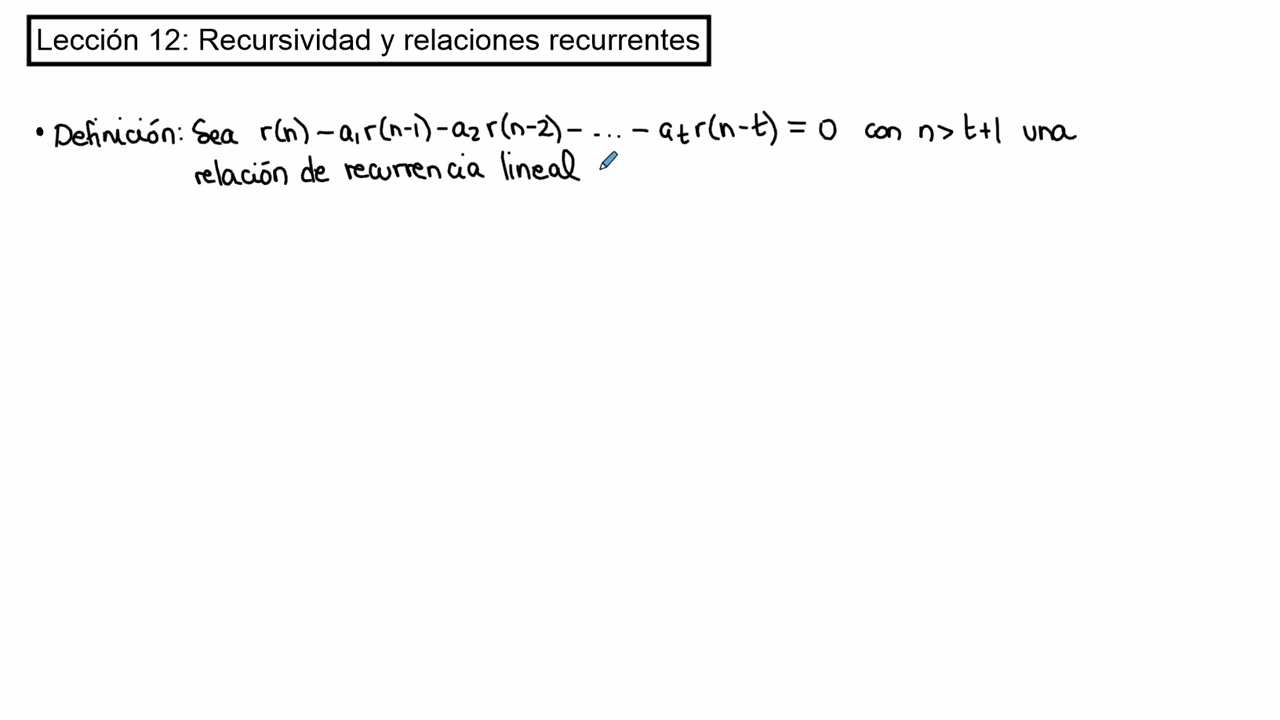 Lección 12: Recursividad y relaciones recurrentes
• Definición: Sea r(n) – a₁r(n-1) – a₂r(n-2) – ... – aₜr(n-t) = 0 con n > t+1 una
relación de recurrencia lineal